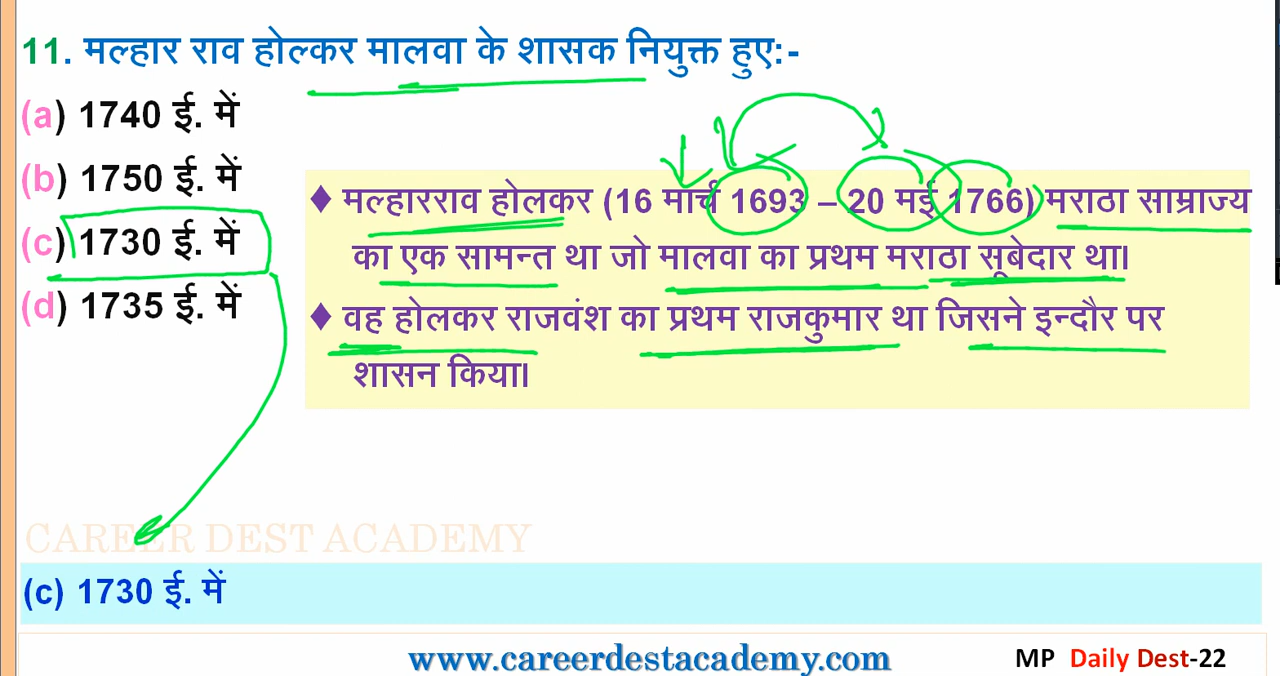 11. मल्हार राव होल्कर मालवा के शासक नियुक्त हुए:-
(a) 1740 ई. में
(b) 1750 ई. में
(c) 1730 ई. में
(d) 1735 ई. में
♦ मल्हारराव होलकर (16 मार्च 1693 – 20 मई 1766) मराठा साम्राज्य
का एक सामन्त था जो मालवा का प्रथम मराठा सूबेदार था।
♦ वह होलकर राजवंश का प्रथम राजकुमार था जिसने इन्दौर पर
शासन किया।
CAREER DEST ACADEMY
(c) 1730 ई. में
www.careerdestacademy.com
MP Daily Dest-22